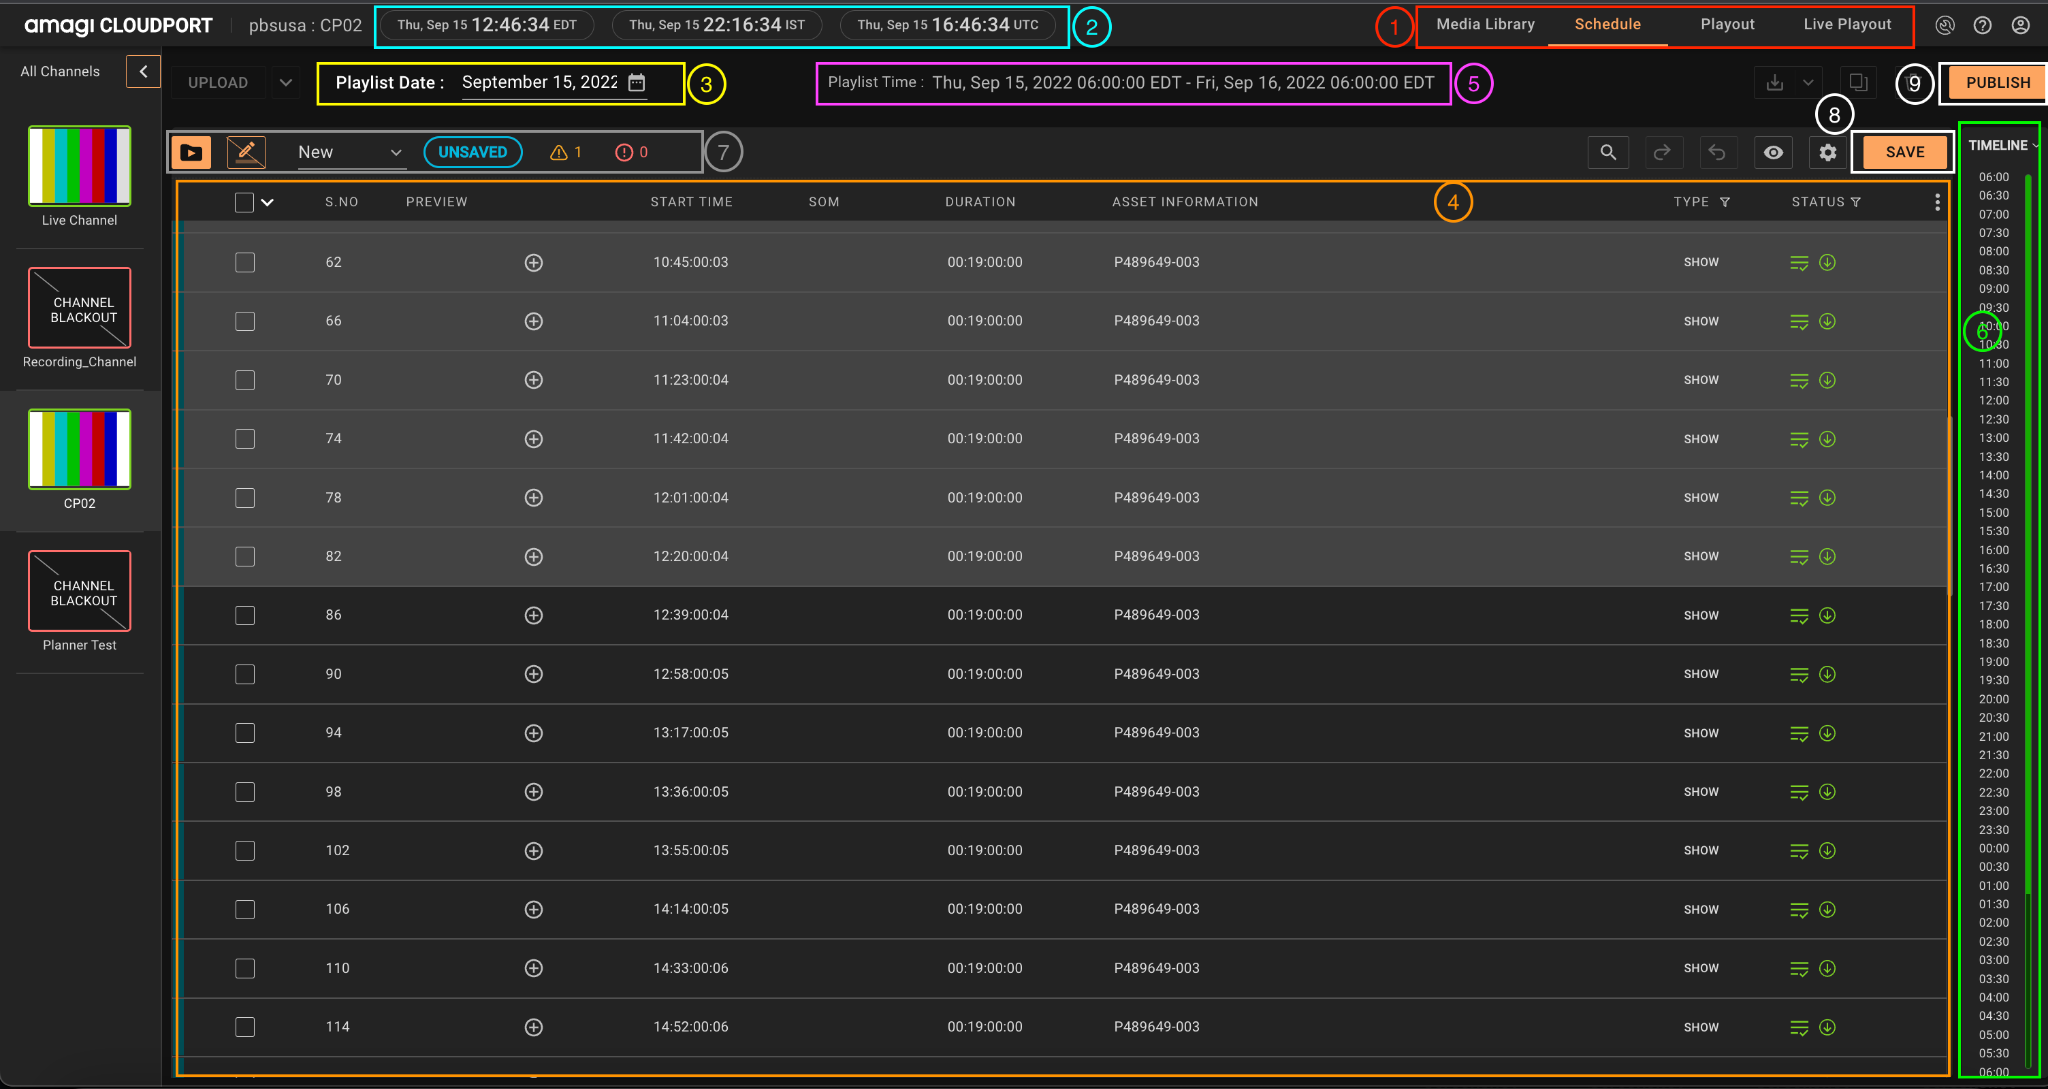 amagi CLOUDPORT pbsusa : CP02 Thu, Sep 15 12:46:34 EDT Thu, Sep 15 22:16:34 IST Thu, Sep 15 16:46:34 UTC 2 1 Media Library Schedule Playout Live Playout
All Channels UPLOAD Playlist Date : September 15, 2022 3 Playlist Time : Thu, Sep 15, 2022 06:00:00 EDT - Fri, Sep 16, 2022 06:00:00 EDT 5 9 PUBLISH
8
New UNSAVED 1 0 7 SAVE TIMELINE
S.NO PREVIEW START TIME SOM DURATION ASSET INFORMATION 4 TYPE STATUS
62 10:45:00:03 00:19:00:00 P489649-003 SHOW
66 11:04:00:03 00:19:00:00 P489649-003 SHOW
70 11:23:00:04 00:19:00:00 P489649-003 SHOW
74 11:42:00:04 00:19:00:00 P489649-003 SHOW
78 12:01:00:04 00:19:00:00 P489649-003 SHOW
82 12:20:00:04 00:19:00:00 P489649-003 SHOW
86 12:39:00:04 00:19:00:00 P489649-003 SHOW
90 12:58:00:05 00:19:00:00 P489649-003 SHOW
94 13:17:00:05 00:19:00:00 P489649-003 SHOW
98 13:36:00:05 00:19:00:00 P489649-003 SHOW
102 13:55:00:05 00:19:00:00 P489649-003 SHOW
106 14:14:00:05 00:19:00:00 P489649-003 SHOW
110 14:33:00:06 00:19:00:00 P489649-003 SHOW
114 14:52:00:06 00:19:00:00 P489649-003 SHOW
Live Channel
CHANNEL
BLACKOUT
Recording_Channel
CP02
CHANNEL
BLACKOUT
Planner Test
06:00
06:30
07:00
07:30
08:00
08:30
09:00
09:30
10:00
6
10:30
11:00
11:30
12:00
12:30
13:00
13:30
14:00
14:30
15:00
15:30
16:00
16:30
17:00
17:30
18:00
18:30
19:00
19:30
20:00
20:30
21:00
21:30
22:00
22:30
23:00
23:30
00:00
00:30
01:00
01:30
02:00
02:30
03:00
03:30
04:00
04:30
05:00
05:30
06:00